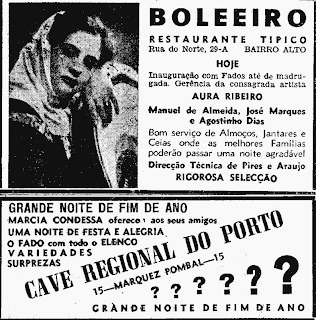 BOLEEIRO
RESTAURANTE TIPICO
Rua do Norte, 29-A BAIRRO ALTO
HOJE
Inauguração com Fados até de madru-
gada. Gerência da consagrada artista
AURA RIBEIRO
Manuel de Almeida, José Marques
e Agostinho Dias
Bom serviço de Almoços, Jantares e
Ceias onde as melhores Famílias
poderão passar uma noite agradável
Direcção Técnica de Pires e Araujo
RIGOROSA SELECÇÃO
GRANDE NOITE DE FIM DE ANO
MARCIA CONDESSA oferece aos seus amigos
UMA NOITE DE FESTA E ALEGRIA
O FADO com todo o ELENCO
VARIEDADES
SURPREZAS
CAVE REGIONAL DO PORTO
15—MARQUEZ POMBAL—15
? ? ? ? ? ?
GRANDE NOITE DE FIM DE ANO